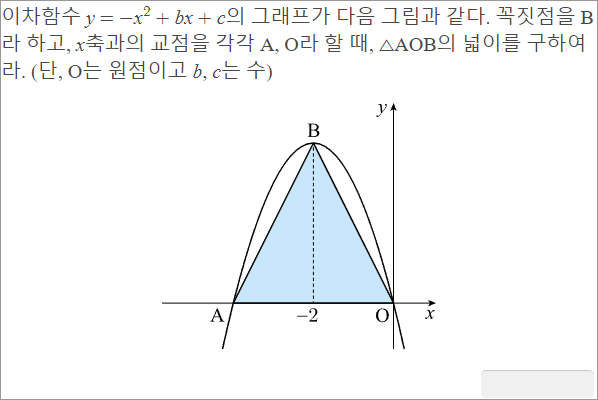 이차함수 y = −x² + bx + c의 그래프가 다음 그림과 같다. 꼭짓점을 B
라 하고, x축과의 교점을 각각 A, O라 할 때, △AOB의 넓이를 구하여
라. (단, O는 원점이고 b, c는 수)
y
B
A −2 O x